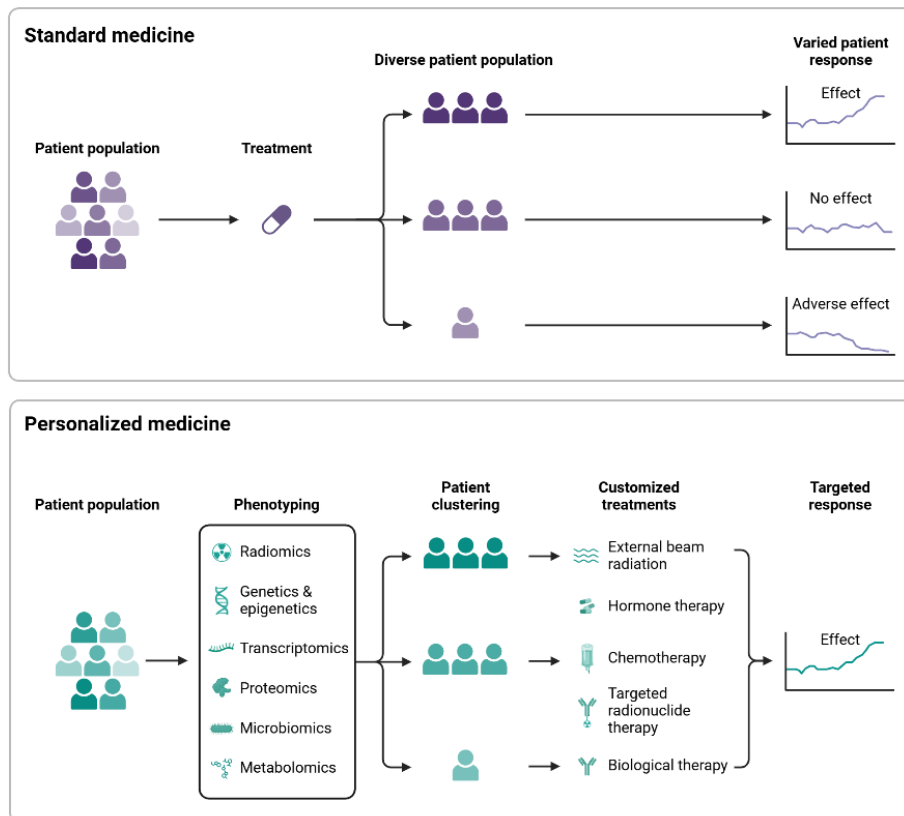 Standard medicine
Patient population
Treatment
Diverse patient population
Varied patient
response
Effect
No effect
Adverse effect
Personalized medicine
Patient population
Phenotyping
Patient
clustering
Customized
treatments
Targeted
response
Radiomics
Genetics &
epigenetics
Transcriptomics
Proteomics
Microbiomics
Metabolomics
External beam
radiation
Hormone therapy
Chemotherapy
Targeted
radionuclide
therapy
Biological therapy
Effect